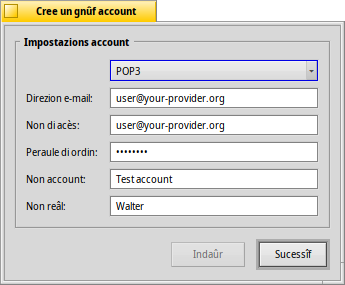 Cree un gnûf account
Impostazions account
POP3
Direzion e-mail: user@your-provider.org
Non di acès: user@your-provider.org
Peraule di ordin: ••••••••
Non account: Test account
Non reâl: Walter
Indaûr Sucessîf